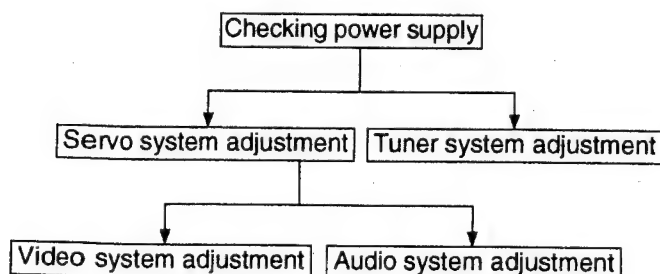 Checking power supply
Servo system adjustment
Tuner system adjustment
Video system adjustment
Audio system adjustment